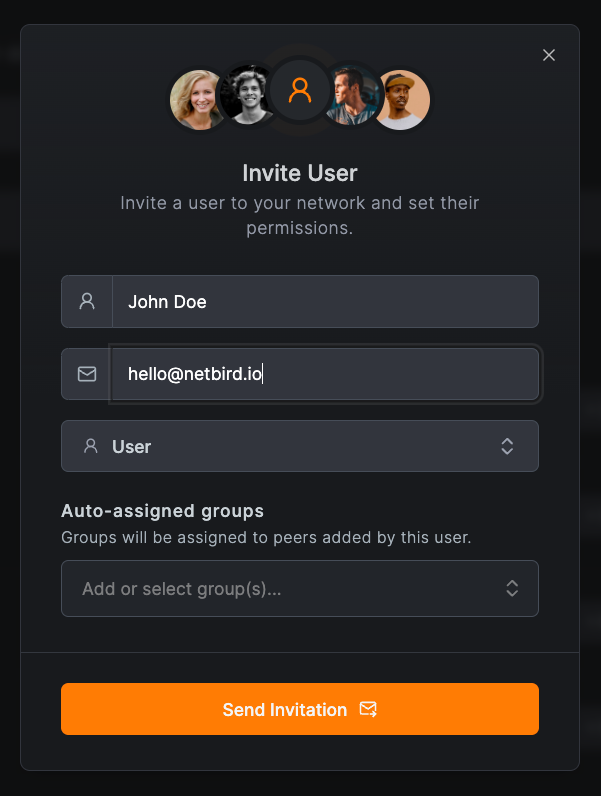 Invite User
Invite a user to your network and set their
permissions.
John Doe
hello@netbird.io
User
Auto-assigned groups
Groups will be assigned to peers added by this user.
Add or select group(s)...
Send Invitation